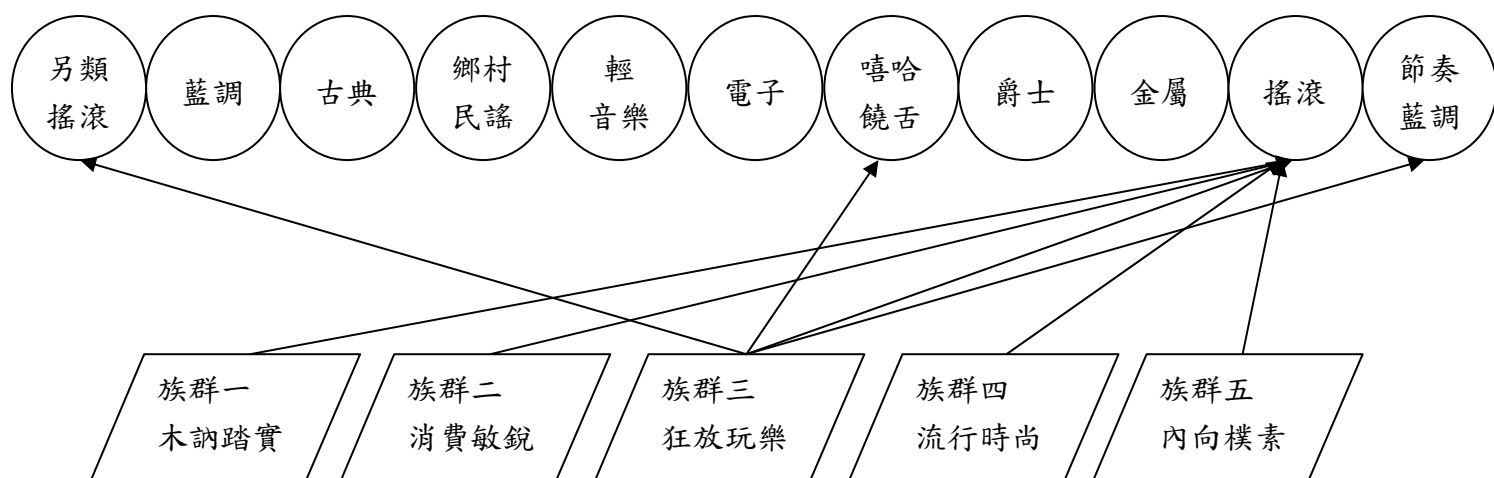 另類
搖滾
藍調
古典
鄉村
民謠
輕
音樂
電子
嘻哈
饒舌
爵士
金屬
搖滾
節奏
藍調
族群一
木訥踏實
族群二
消費敏銳
族群三
狂放玩樂
族群四
流行時尚
族群五
內向樸素